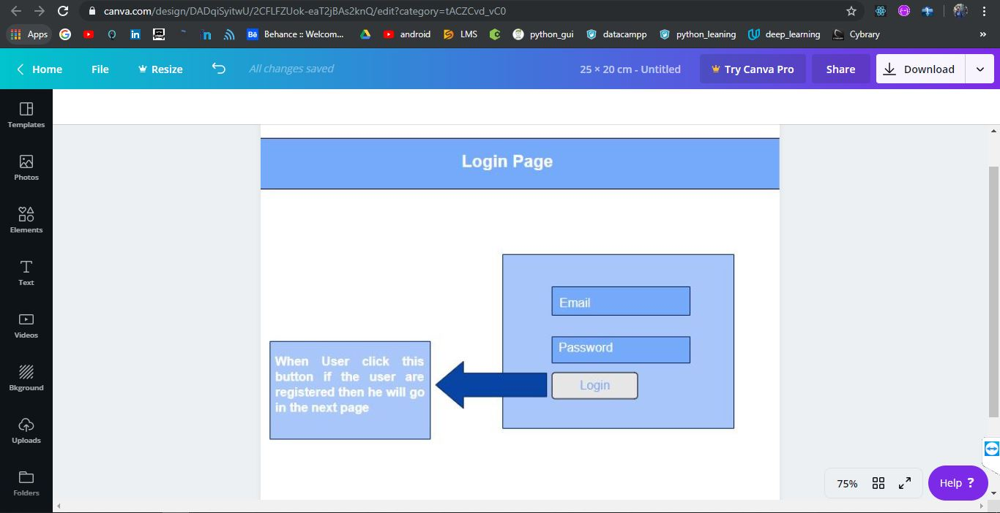 canva.com/design/DADqiSyitwU/2CFLFZUok-eaT2jBAs2knQ/edit?category=tACZCvd_vC0
Apps Behance :: Welcom... android LMS python_gui datacampp python_leaning deep_learning Cybrary »
Home File Resize All changes saved 25 × 20 cm - Untitled Try Canva Pro Share Download
Templates
Photos
Elements
Text
Videos
Bkground
Uploads
Folders
Login Page
Email
Password
Login
When User click this
button if the user are
registered then he will go
in the next page
75%
Help ?